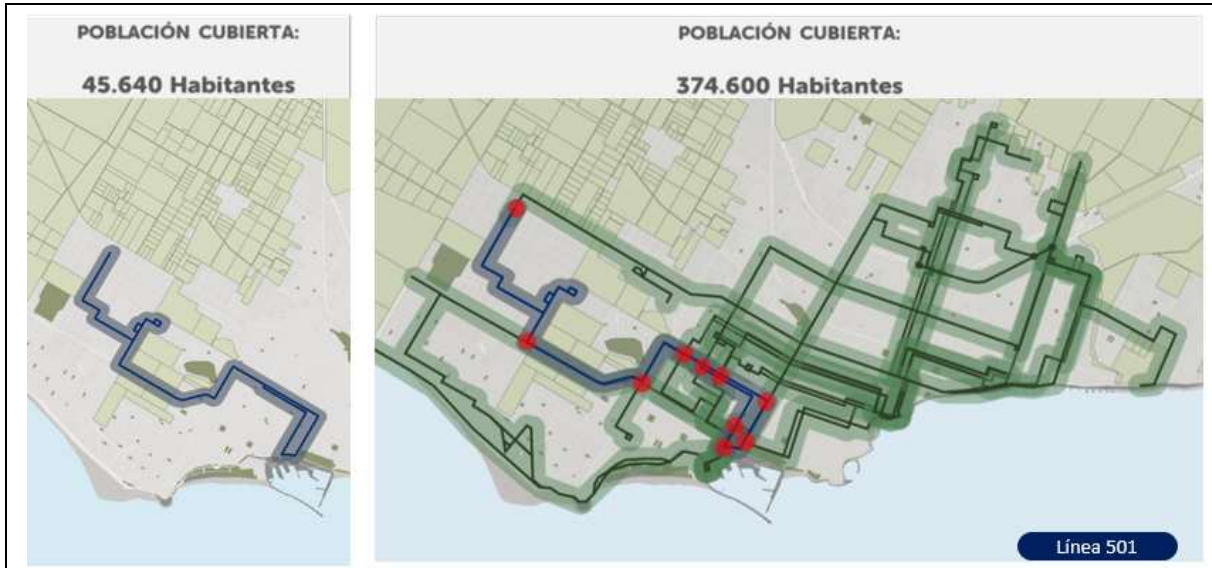 POBLACIÓN CUBIERTA:
45.640 Habitantes
POBLACIÓN CUBIERTA:
374.600 Habitantes
Línea 501